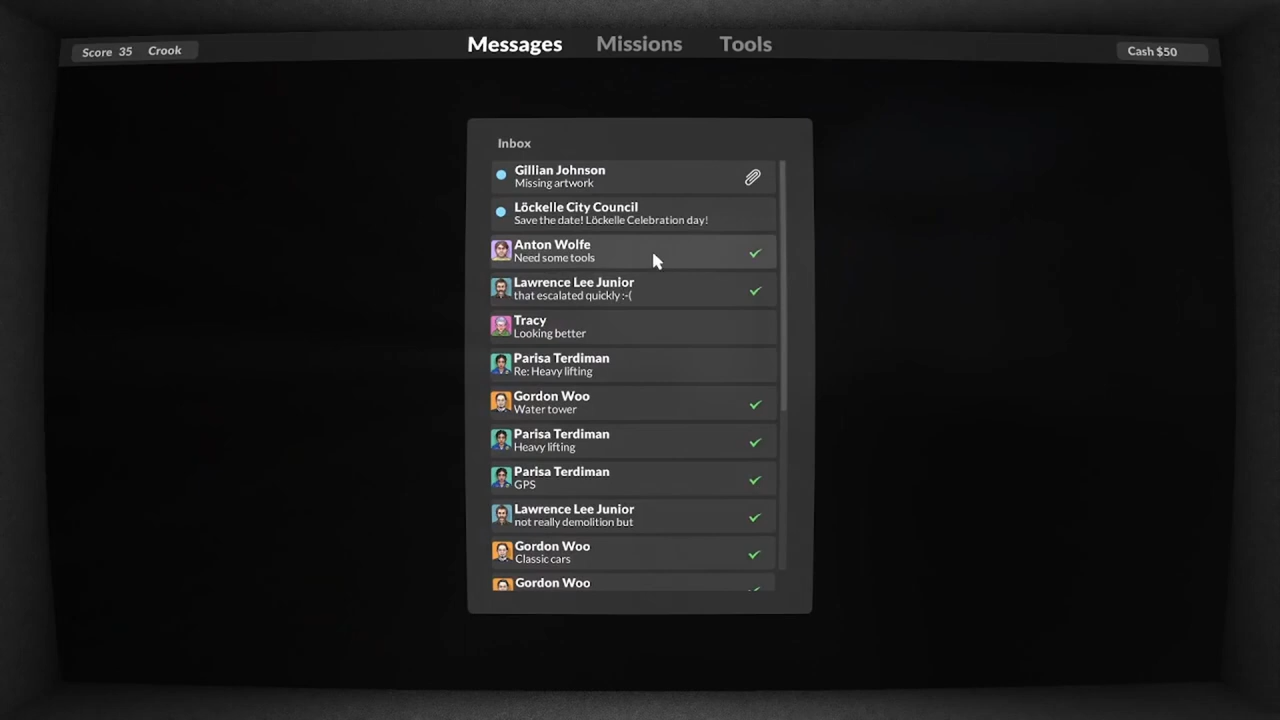 Score 35 Crook
Messages Missions Tools
Cash $50
Inbox
Gillian Johnson
Missing artwork
Löckelle City Council
Save the date! Löckelle Celebration day!
Anton Wolfe
Need some tools
Lawrence Lee Junior
that escalated quickly :-(
Tracy
Looking better
Parisa Terdiman
Re: Heavy lifting
Gordon Woo
Water tower
Parisa Terdiman
Heavy lifting
Parisa Terdiman
GPS
Lawrence Lee Junior
not really demolition but
Gordon Woo
Classic cars
Gordon Woo